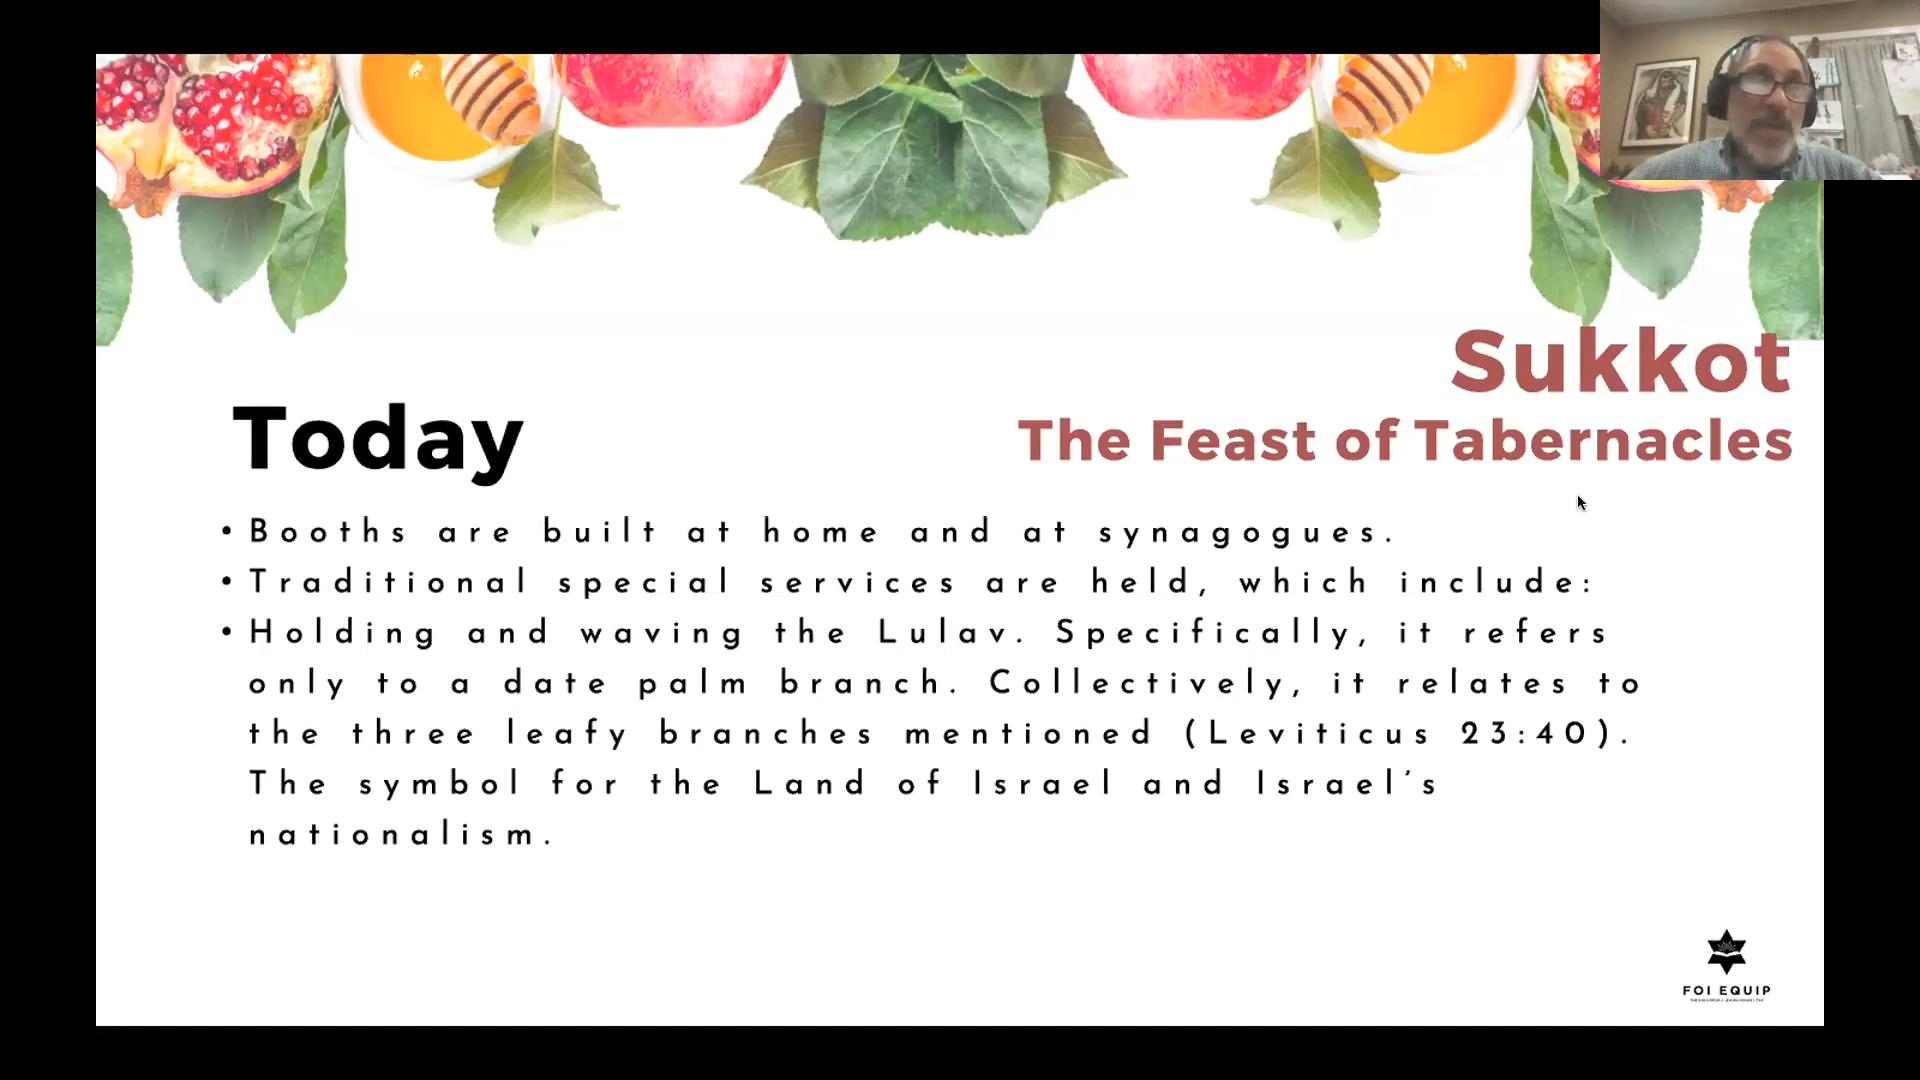 Sukkot
The Feast of Tabernacles
Today
• Booths are built at home and at synagogues.
• Traditional special services are held, which include:
• Holding and waving the Lulav. Specifically, it refers
only to a date palm branch. Collectively, it relates to
the three leafy branches mentioned (Leviticus 23:40).
The symbol for the Land of Israel and Israel's
nationalism.
FOI EQUIP